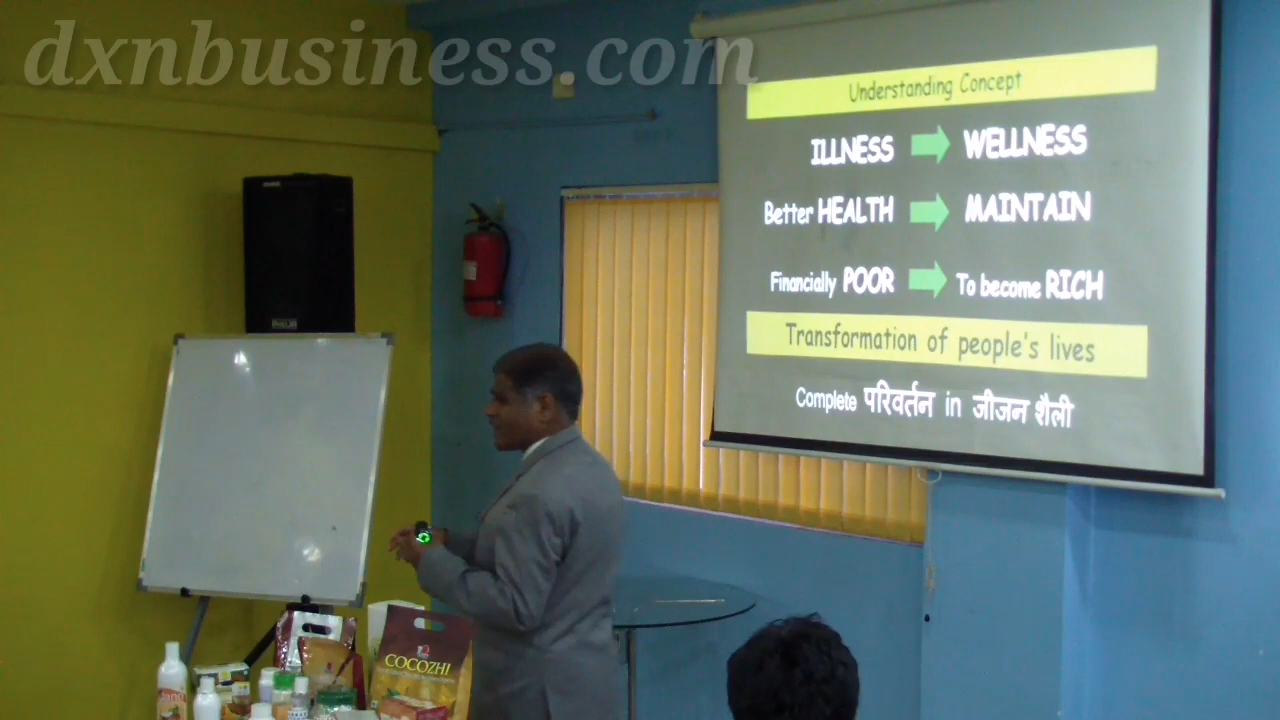 dxnbusiness.com
Understanding Concept
ILLNESS WELLNESS
Better HEALTH MAINTAIN
Financially POOR To become RICH
Transformation of people's lives
Complete परिवर्तन in जीजन शैली
COCOZHI